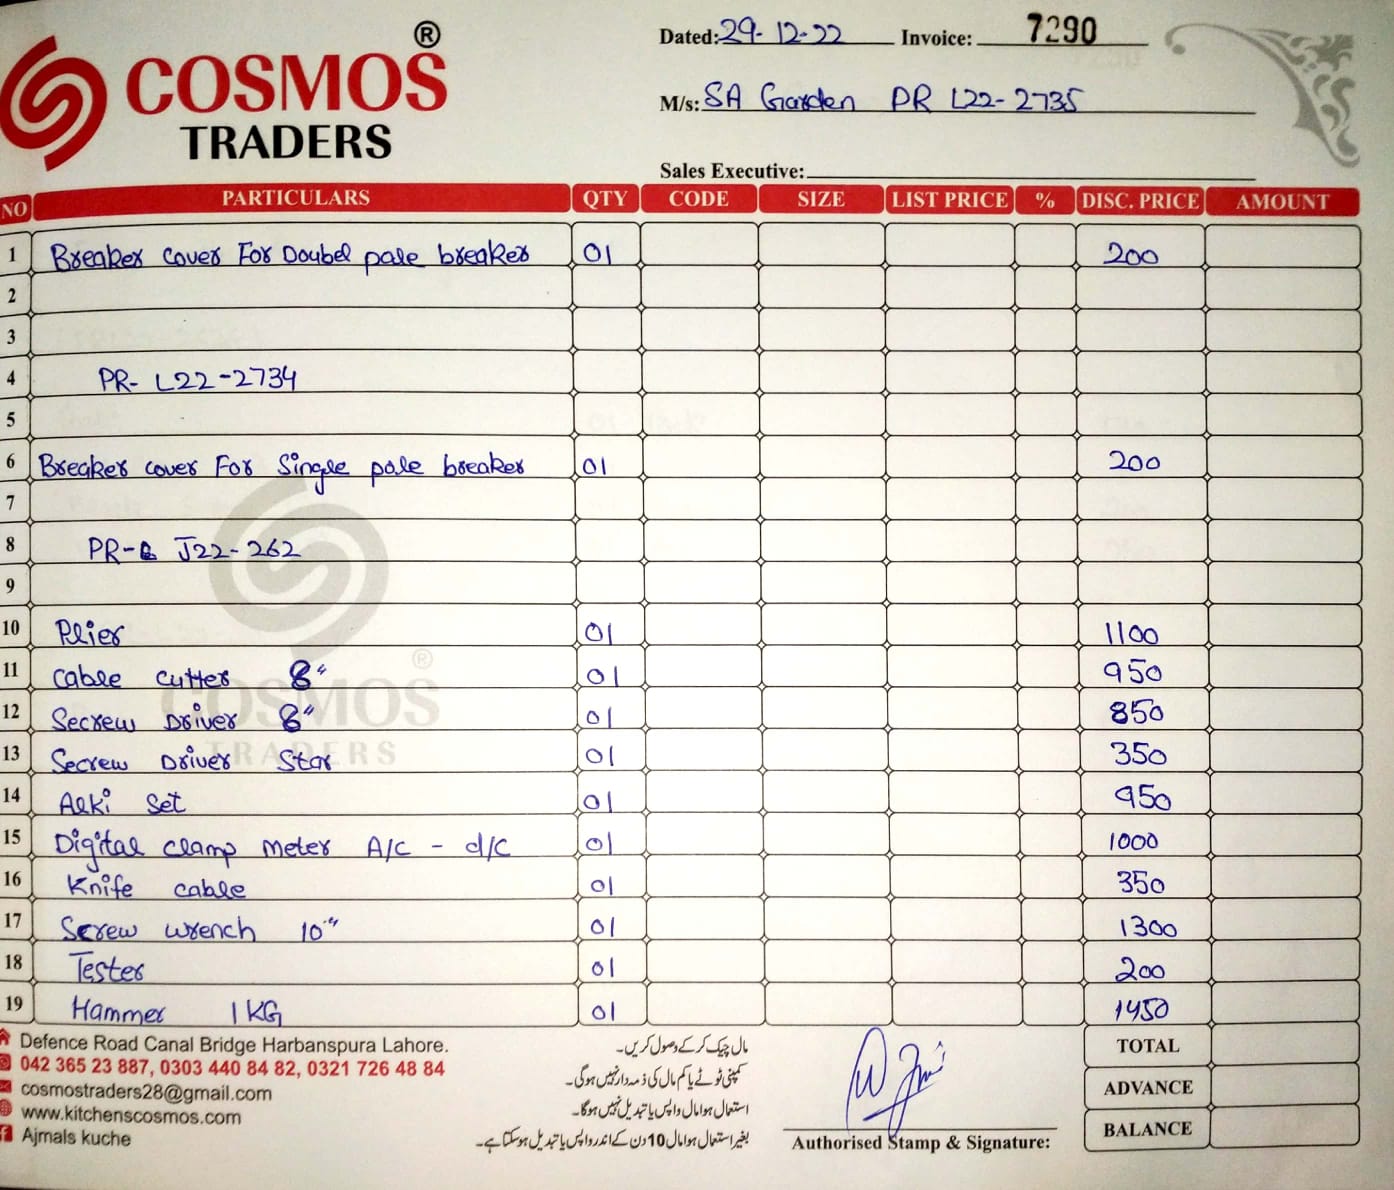 COSMOS ®
TRADERS
Dated: 29-12-22 Invoice: 7290
M/s: SA Garden PR L22-2735
Sales Executive:
NO PARTICULARS QTY CODE SIZE LIST PRICE % DISC. PRICE AMOUNT
1 Breaker cover For Doubel pale breaker 01 200
2
3
4 PR- L22-2734
5
6 Breaker cover For Single pale breaker 01 200
7
8 PR- J22-262
9
10 Plier 01 1100
11 Cable cutter 8" 01 950
12 Secrew Driver 6" 01 850
13 Secrew Driver Star 01 350
14 Alki Set 01 950
15 Digital clamp meter A/C - d/C 01 1000
16 Knife cable 01 350
17 Screw wrench 10" 01 1300
18 Tester 01 200
19 Hammer 1KG 01 1450
®
COSMOS
TRADERS
Defence Road Canal Bridge Harbanspura Lahore.
042 365 23 887, 0303 440 84 82, 0321 726 48 84
cosmostraders28@gmail.com
www.kitchenscosmos.com
Ajmals kuche
مال چیک کر کے وصول کریں۔
کمپنی ٹوٹے یا کم مال کی ذمہ دار نہیں ہوگی۔
استعمال ہوا مال واپس یا تبدیل نہیں ہوگا۔
بغیر استعمال ہوا مال 10 دن کے اندر واپس یا تبدیل ہوسکتا ہے۔
Authorised Stamp & Signature:
TOTAL
ADVANCE
BALANCE